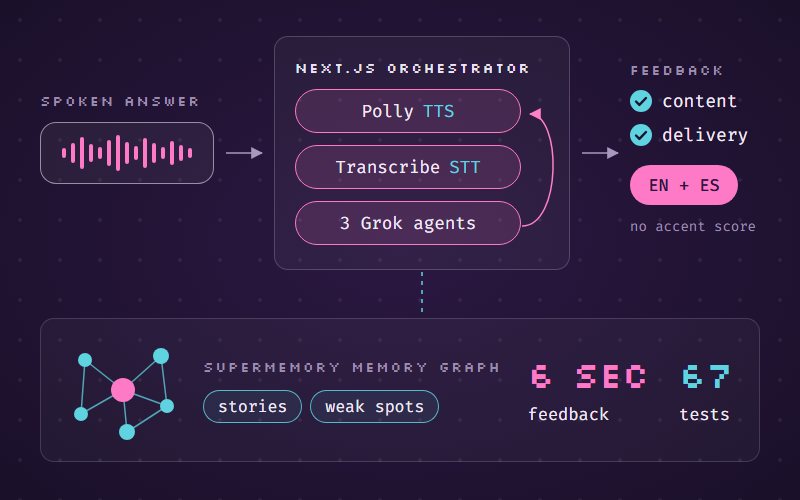 SPOKEN ANSWER
NEXT.JS ORCHESTRATOR
Polly TTS
Transcribe STT
3 Grok agents
FEEDBACK
content
delivery
EN + ES
no accent score
SUPERMEMORY MEMORY GRAPH
stories
weak spots
6 SEC
feedback
67
tests